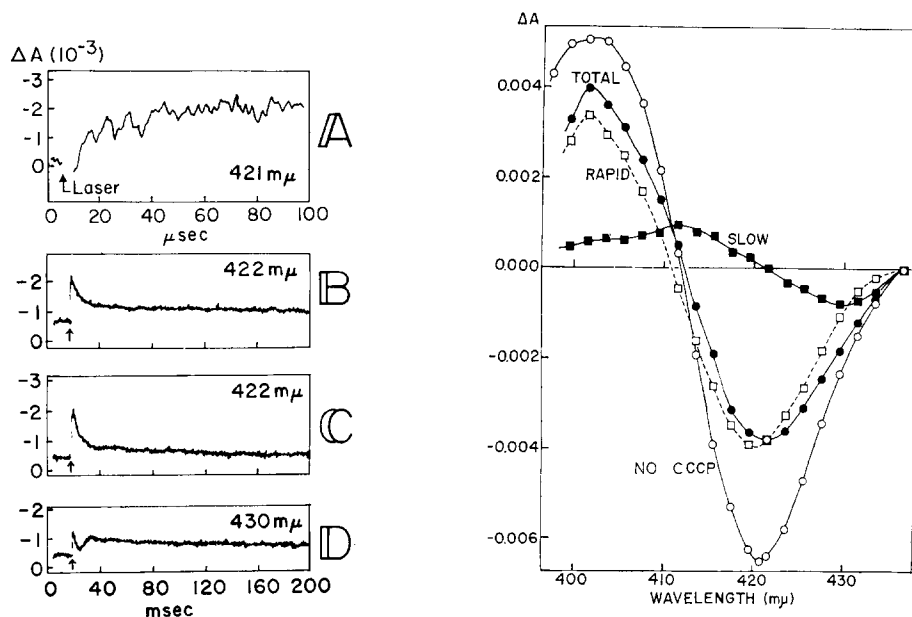 ΔA (10⁻³)
-3
-2
-1
0
Laser
421 mμ
A
20 40 60 80 100
μsec
-2
-1
0
422 mμ
B
-3
-2
-1
0
422 mμ
C
-2
-1
0
430 mμ
D
0 40 80 120 160 200
msec
ΔA
0.004
0.002
0.000
-0.002
-0.004
-0.006
TOTAL
RAPID
SLOW
NO CCCP
400 410 420 430
WAVELENGTH (mμ)